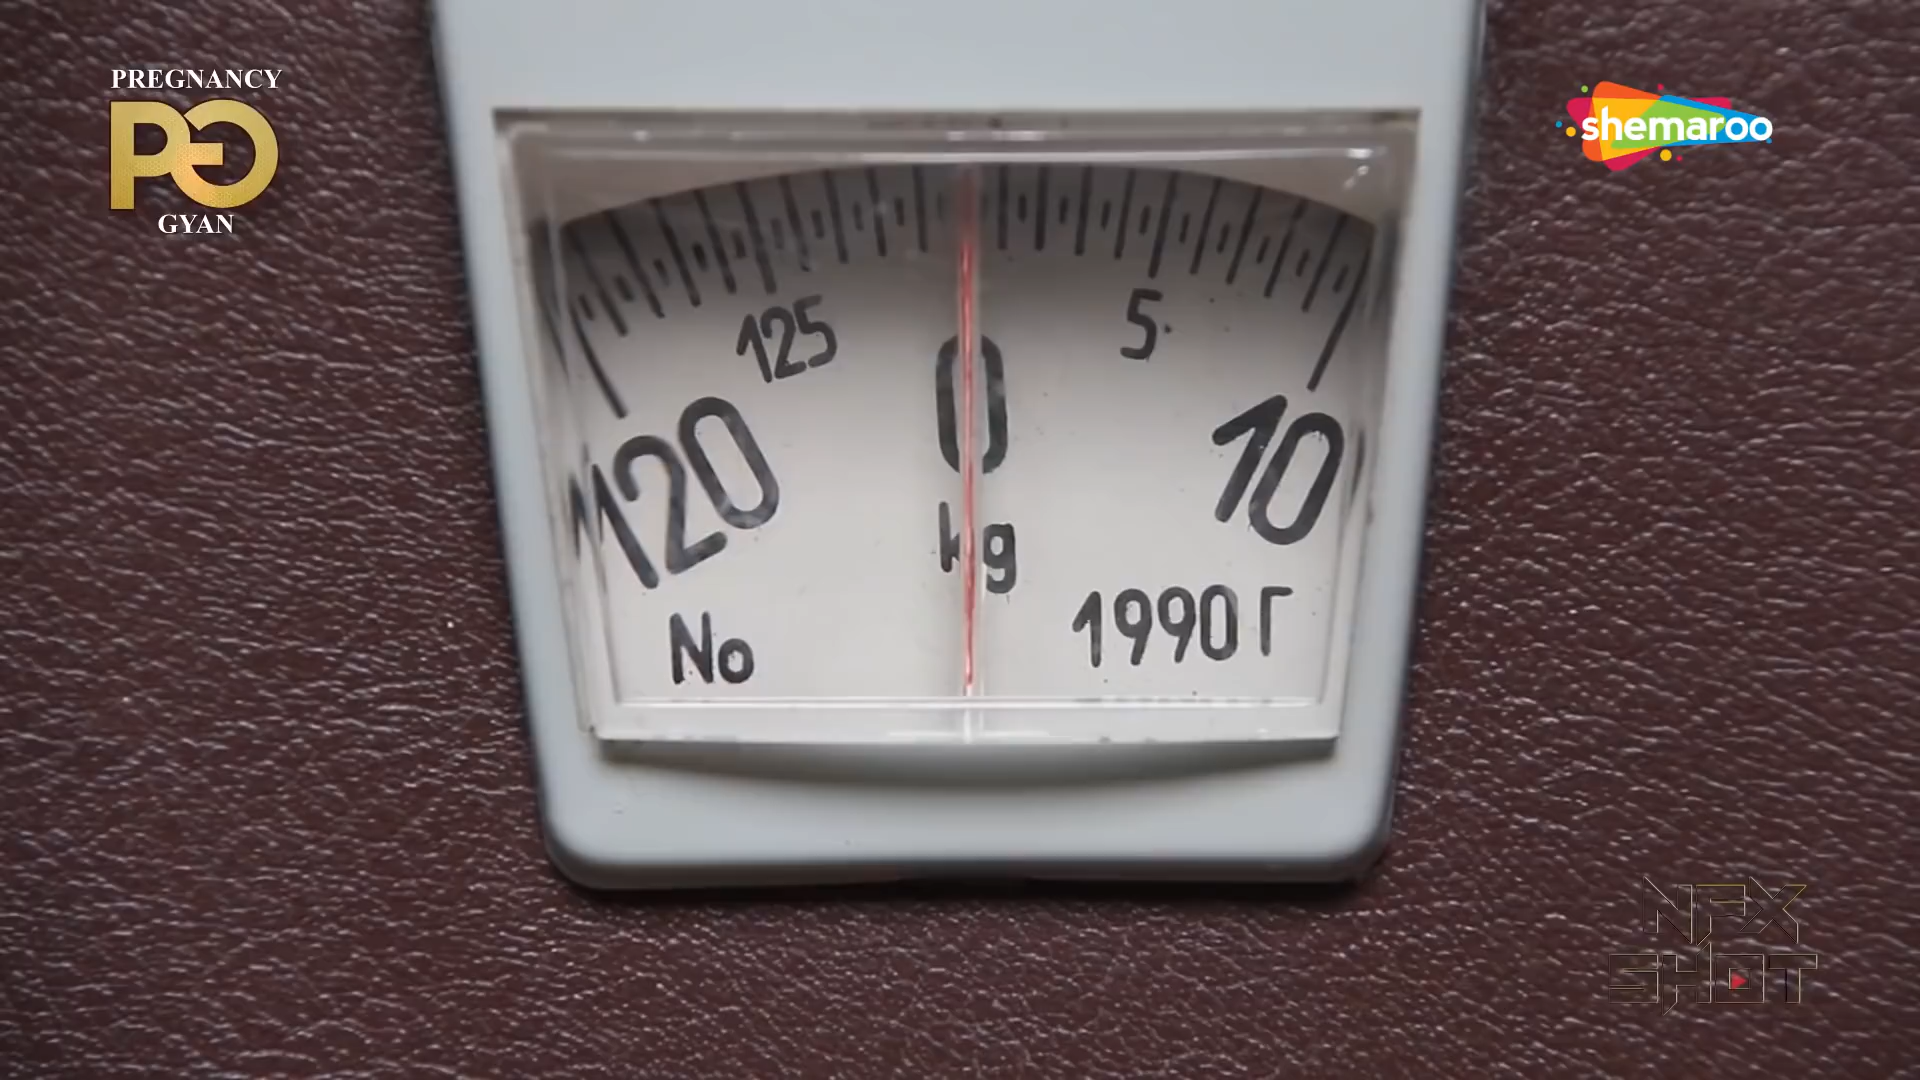 PREGNANCY
PG
GYAN
shemaroo
125
0
5
120
10
kg
No
1990 Г
NFX
SHOT